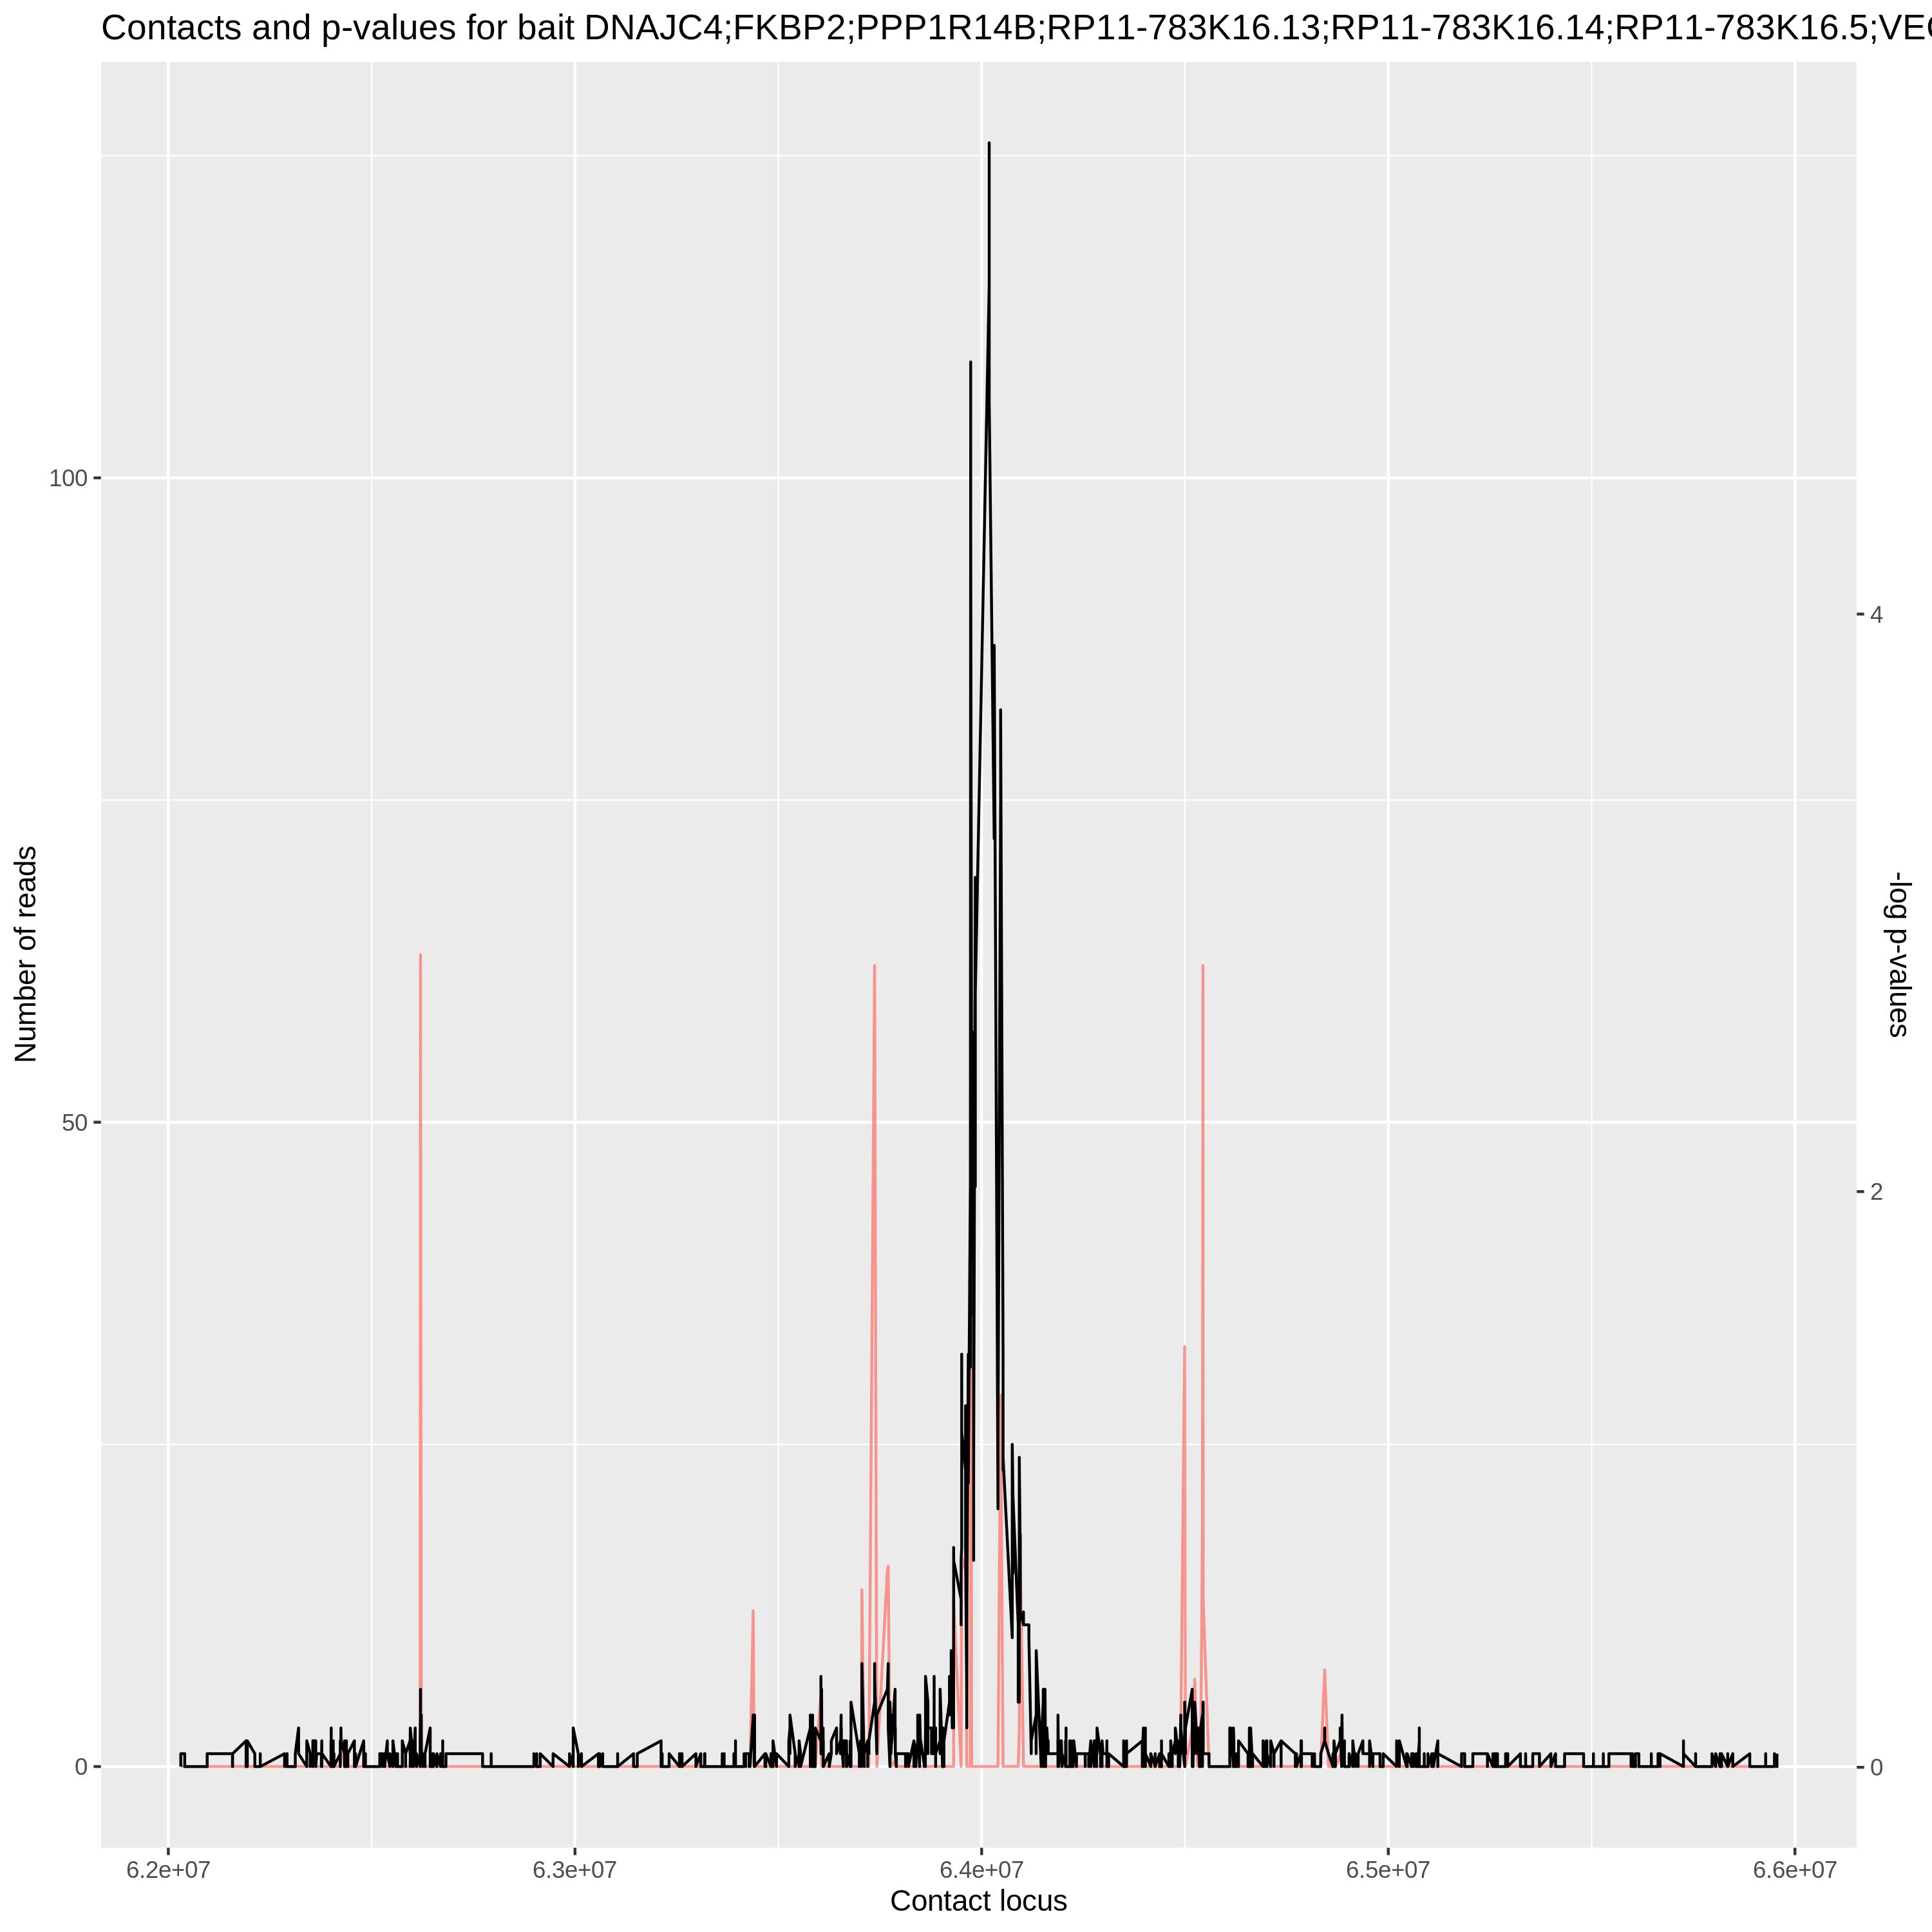 Contacts and p-values for bait DNAJC4;FKBP2;PPP1R14B;RP11-783K16.13;RP11-783K16.14;RP11-783K16.5;VEG
100
50
0
Number of reads
4
2
0
-log p-values
6.2e+07
6.3e+07
6.4e+07
6.5e+07
6.6e+07
Contact locus